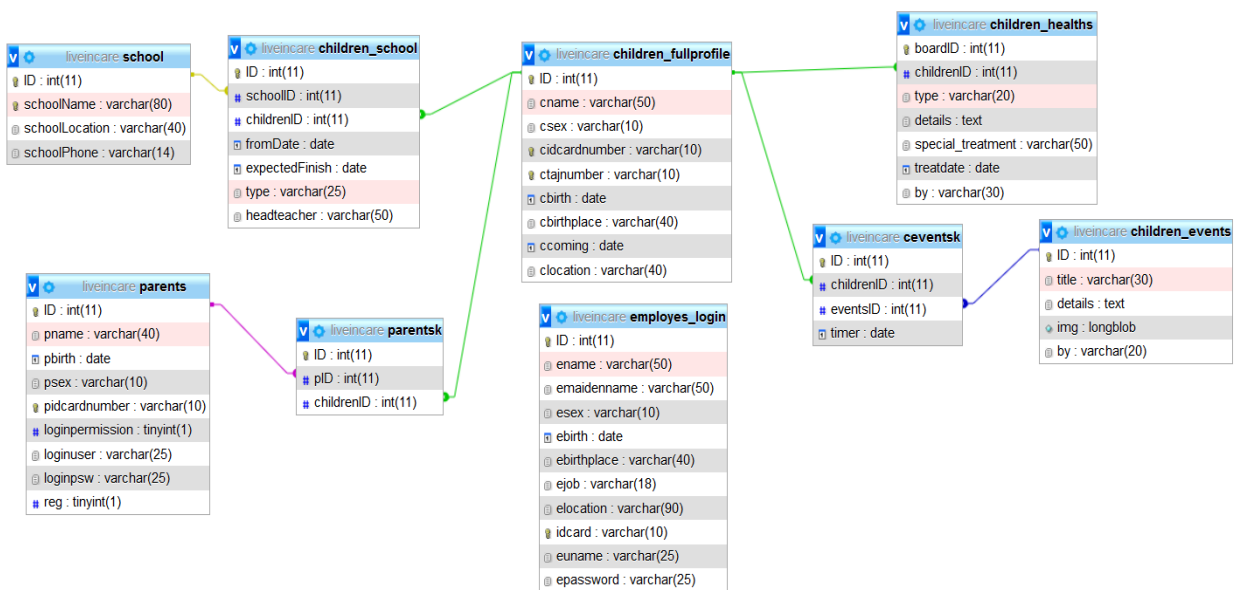 liveincare school
ID : int(11)
schoolName : varchar(80)
schoolLocation : varchar(40)
schoolPhone : varchar(14)
liveincare children_school
ID : int(11)
schoolID : int(11)
childrenID : int(11)
fromDate : date
expectedFinish : date
type : varchar(25)
headteacher : varchar(50)
liveincare children_fullprofile
ID : int(11)
cname : varchar(50)
csex : varchar(10)
cidcardnumber : varchar(10)
ctajnumber : varchar(10)
cbirth : date
cbirthplace : varchar(40)
ccoming : date
clocation : varchar(40)
liveincare children_healths
boardID : int(11)
childrenID : int(11)
type : varchar(20)
details : text
special_treatment : varchar(50)
treatdate : date
by : varchar(30)
liveincare parents
ID : int(11)
pname : varchar(40)
pbirth : date
psex : varchar(10)
pidcardnumber : varchar(10)
loginpermission : tinyint(1)
loginuser : varchar(25)
loginpsw : varchar(25)
reg : tinyint(1)
liveincare parentsk
ID : int(11)
pID : int(11)
childrenID : int(11)
liveincare employes_login
ID : int(11)
ename : varchar(50)
emaidenname : varchar(50)
esex : varchar(10)
ebirth : date
ebirthplace : varchar(40)
ejob : varchar(18)
elocation : varchar(90)
idcard : varchar(10)
euname : varchar(25)
epassword : varchar(25)
liveincare ceventsk
ID : int(11)
childrenID : int(11)
eventsID : int(11)
timer : date
liveincare children_events
ID : int(11)
title : varchar(30)
details : text
img : longblob
by : varchar(20)